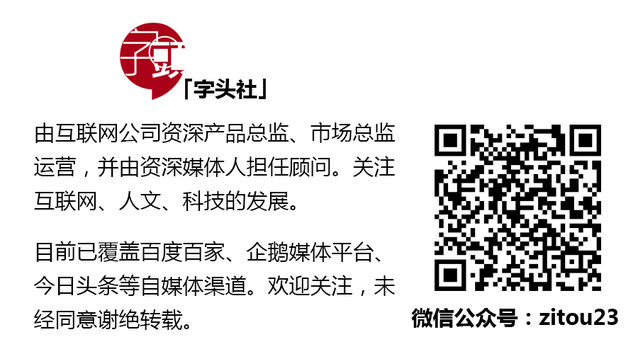 「字头社」
由互联网公司资深产品总监、市场总监
运营，并由资深媒体人担任顾问。关注
互联网、人文、科技的发展。
目前已覆盖百度百家、企鹅媒体平台、
今日头条等自媒体渠道。欢迎关注，未
经同意谢绝转载。
微信公众号：zitou23